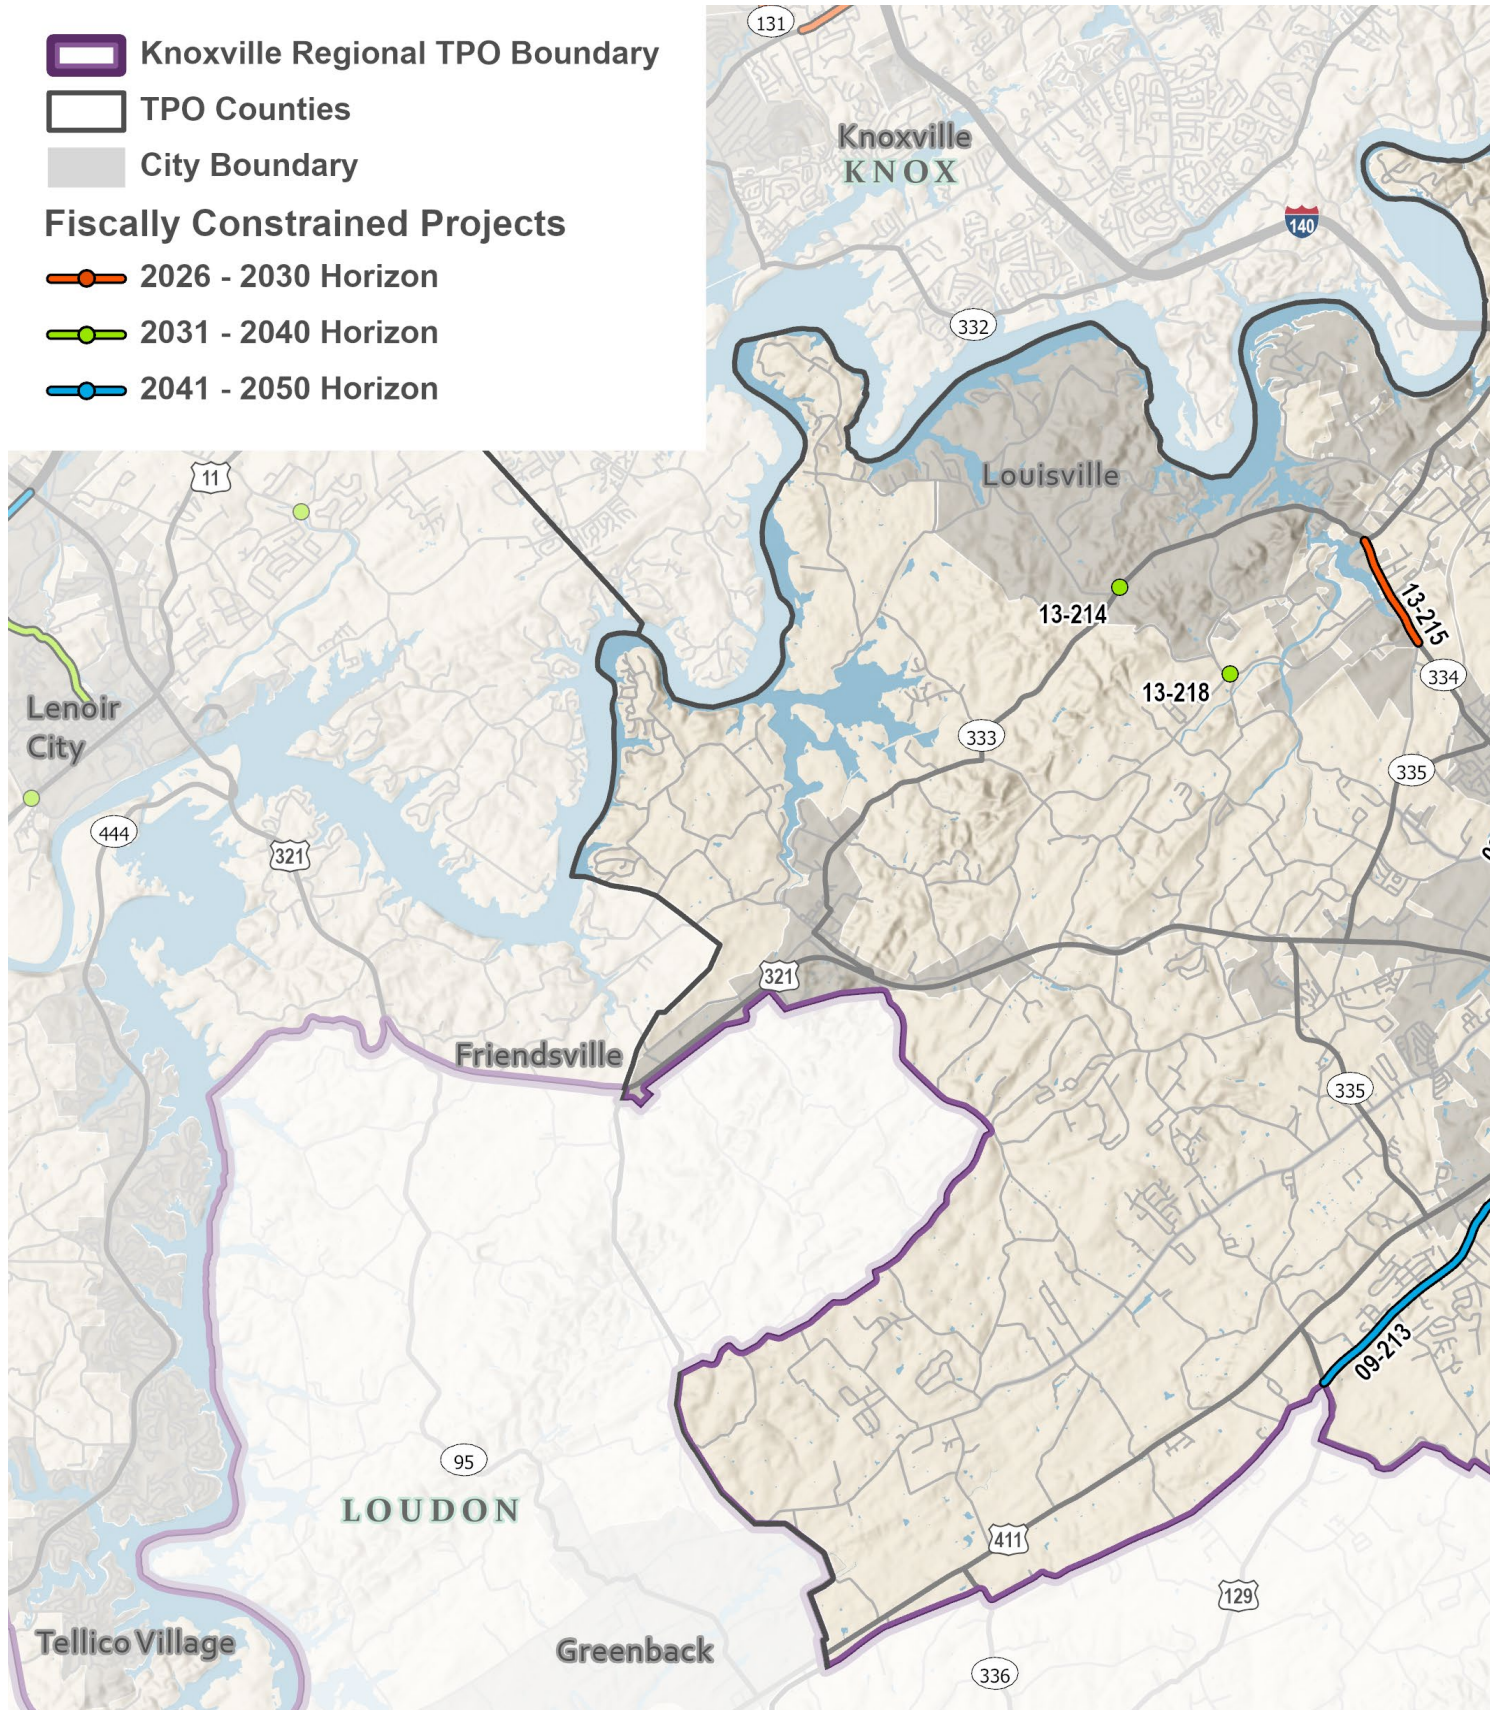 Knoxville Regional TPO Boundary
TPO Counties
City Boundary
Fiscally Constrained Projects
2026 - 2030 Horizon
2031 - 2040 Horizon
2041 - 2050 Horizon
131
Knoxville
KNOX
140
332
11
Louisville
13-214
13-215
13-218
334
Lenoir
City
333
335
444
321
321
Friendsville
335
09-213
95
LOUDON
411
129
Tellico Village
Greenback
336